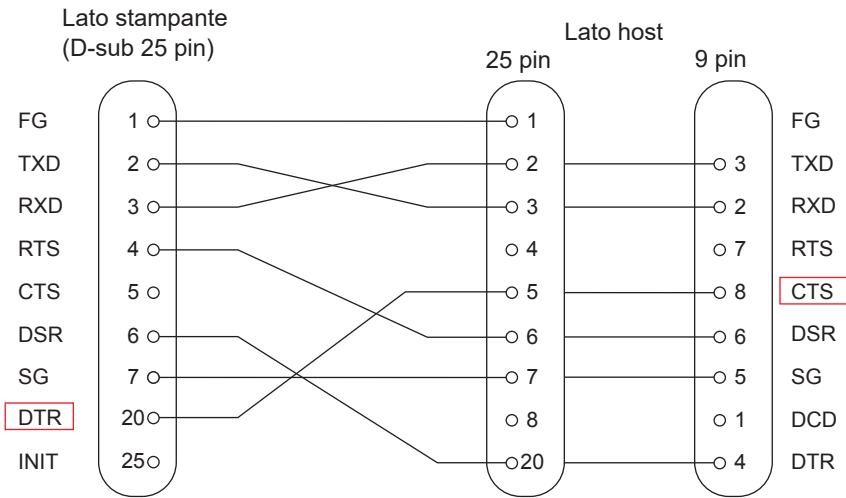 Lato stampante
(D-sub 25 pin)
Lato host
25 pin
9 pin
FG 1 1 FG
TXD 2 2 3 TXD
RXD 3 3 2 RXD
RTS 4 4 7 RTS
CTS 5 5 8 CTS
DSR 6 6 6 DSR
SG 7 7 5 SG
DTR 20 8 1 DCD
INIT 25 20 4 DTR